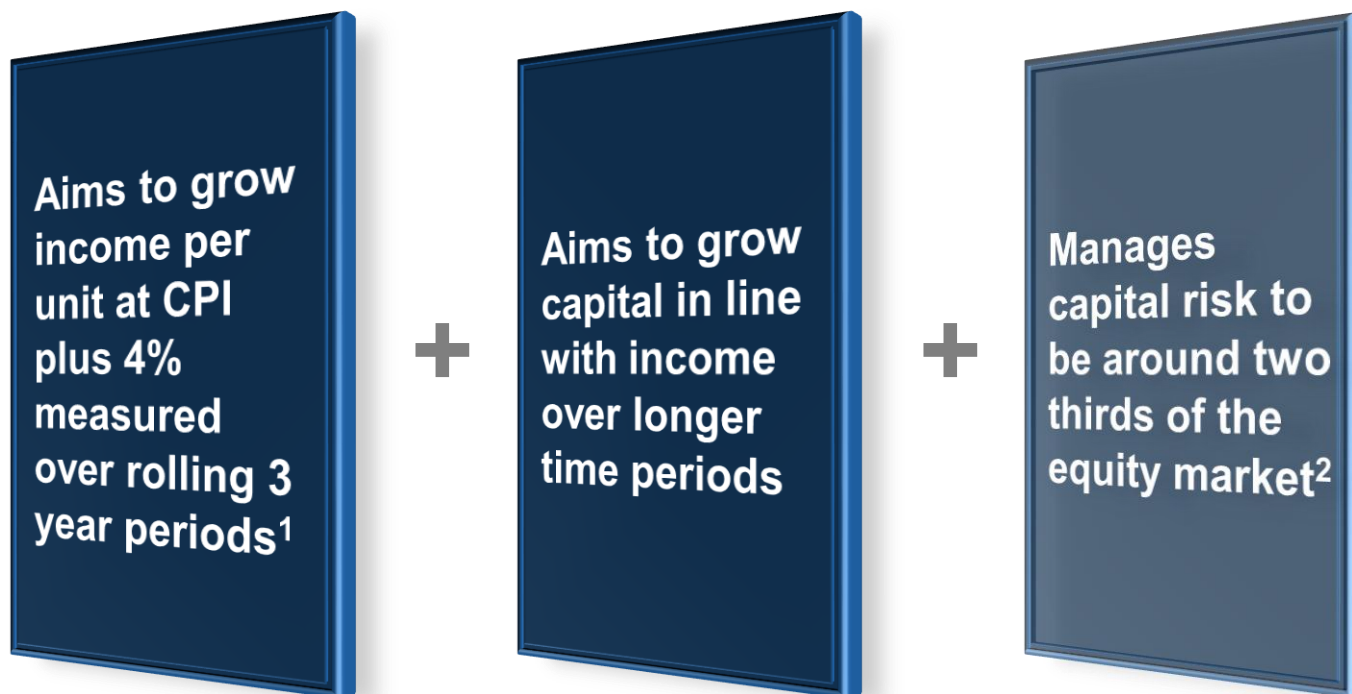 Aims to grow
income per
unit at CPI
plus 4%
measured
over rolling 3
year periods¹
+
Aims to grow
capital in line
with income
over longer
time periods
+
Manages
capital risk to
be around two
thirds of the
equity market²